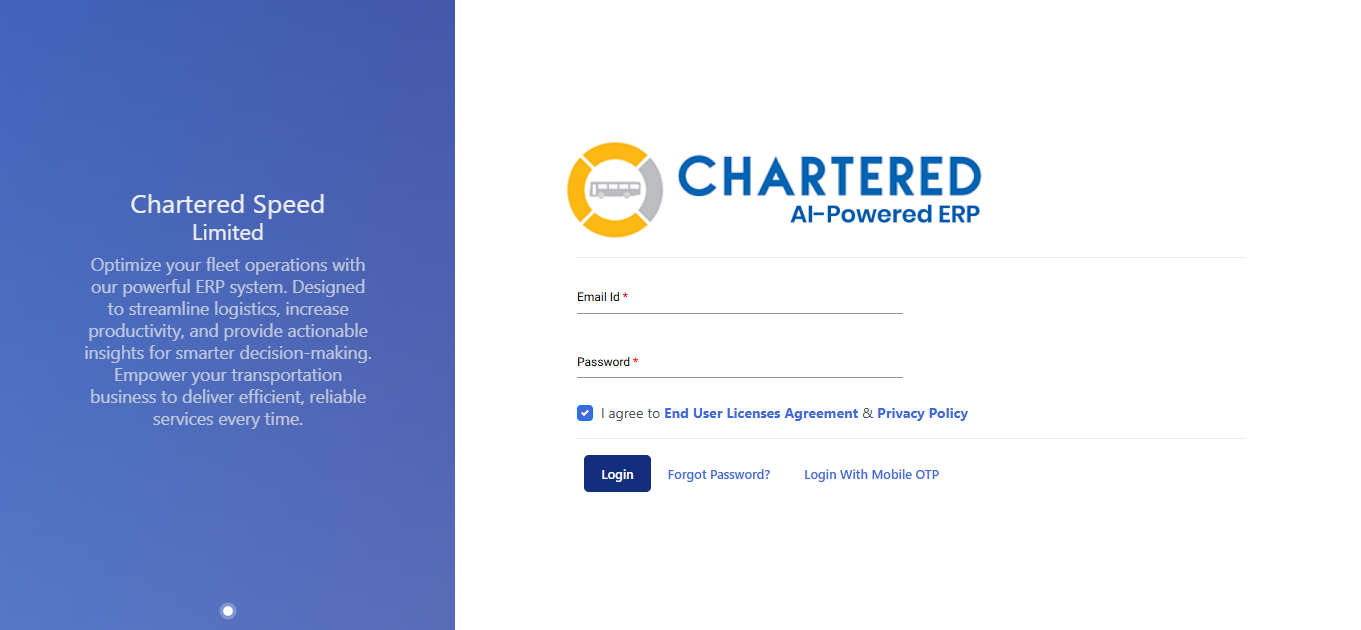 Chartered Speed
Limited
Optimize your fleet operations with
our powerful ERP system. Designed
to streamline logistics, increase
productivity, and provide actionable
insights for smarter decision-making.
Empower your transportation
business to deliver efficient, reliable
services every time.
CHARTERED
AI-Powered ERP
Email Id *
Password *
I agree to End User Licenses Agreement & Privacy Policy
Login Forgot Password? Login With Mobile OTP